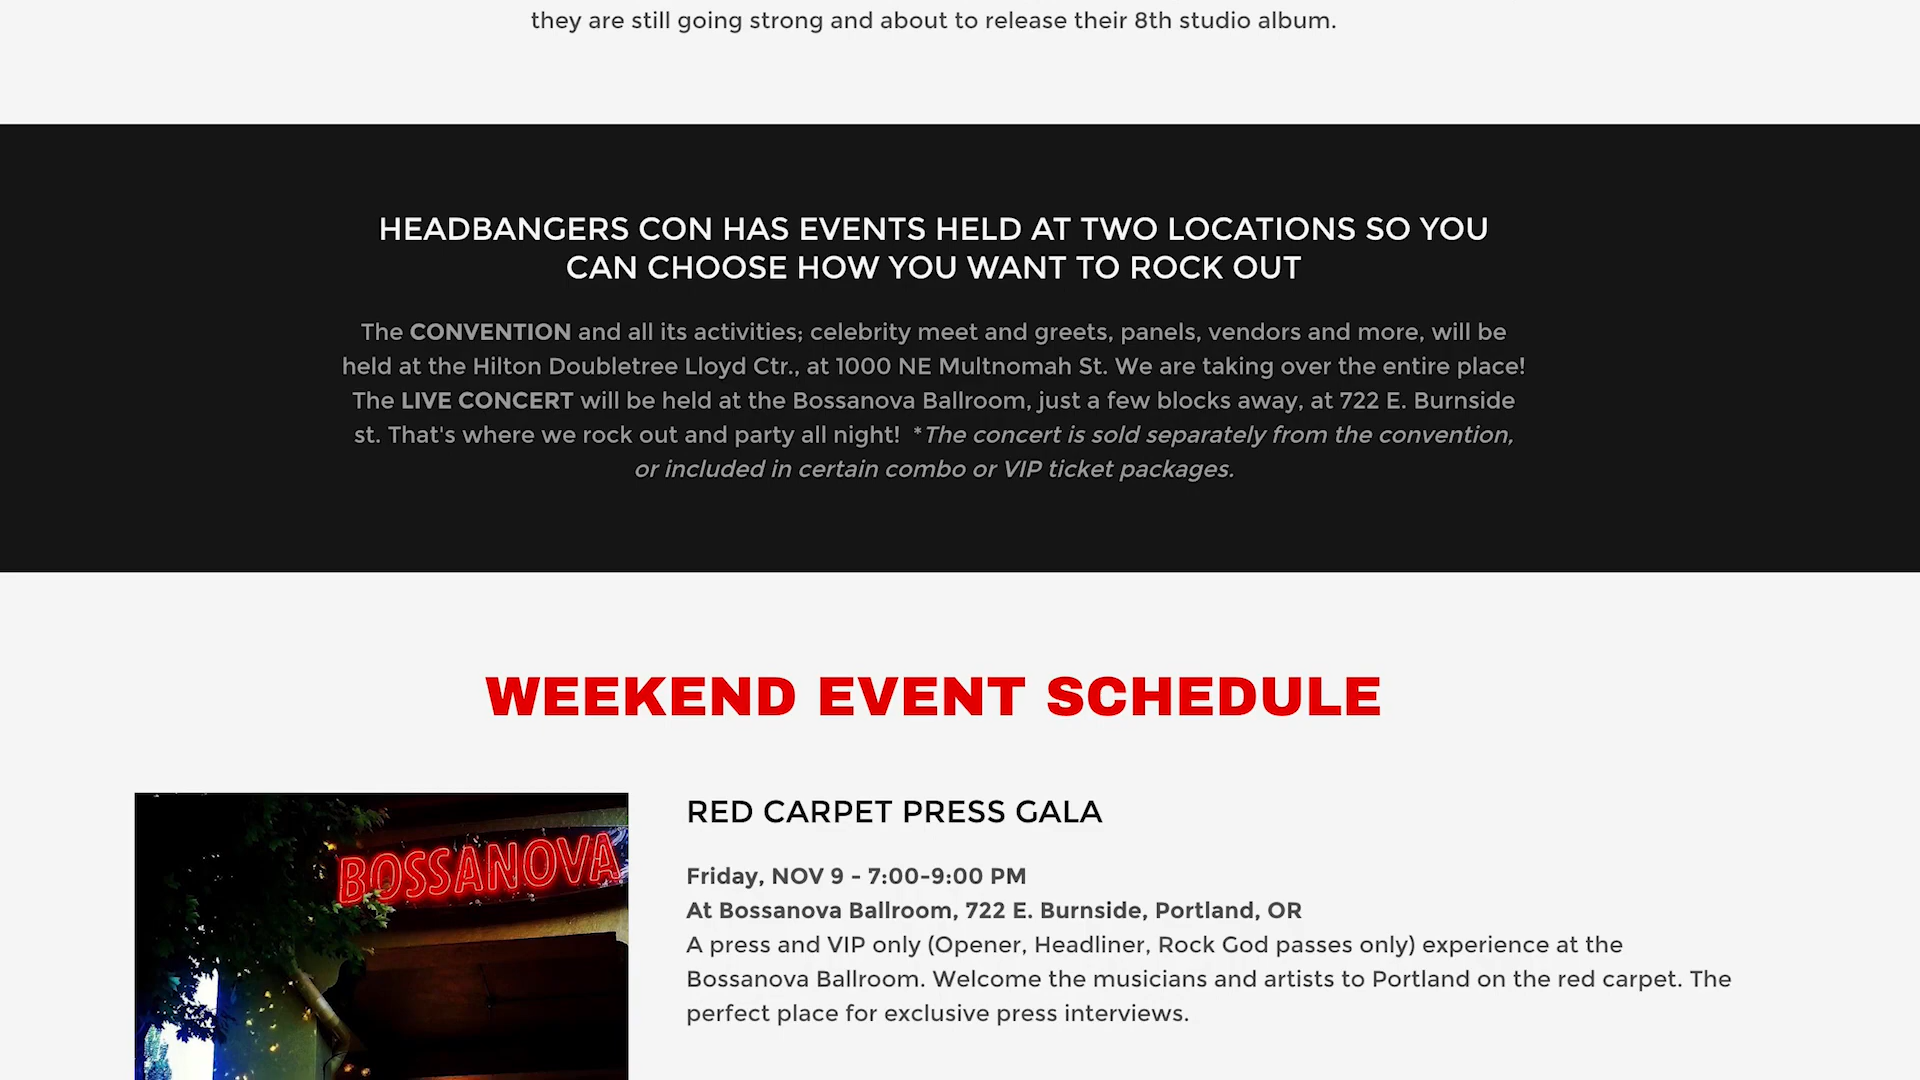 they are still going strong and about to release their 8th studio album.
HEADBANGERS CON HAS EVENTS HELD AT TWO LOCATIONS SO YOU
CAN CHOOSE HOW YOU WANT TO ROCK OUT
The CONVENTION and all its activities; celebrity meet and greets, panels, vendors and more, will be
held at the Hilton Doubletree Lloyd Ctr., at 1000 NE Multnomah St. We are taking over the entire place!
The LIVE CONCERT will be held at the Bossanova Ballroom, just a few blocks away, at 722 E. Burnside
st. That's where we rock out and party all night!  *The concert is sold separately from the convention,
or included in certain combo or VIP ticket packages.
WEEKEND EVENT SCHEDULE
BOSSANOVA
RED CARPET PRESS GALA
Friday, NOV 9 - 7:00-9:00 PM
At Bossanova Ballroom, 722 E. Burnside, Portland, OR
A press and VIP only (Opener, Headliner, Rock God passes only) experience at the
Bossanova Ballroom. Welcome the musicians and artists to Portland on the red carpet. The
perfect place for exclusive press interviews.